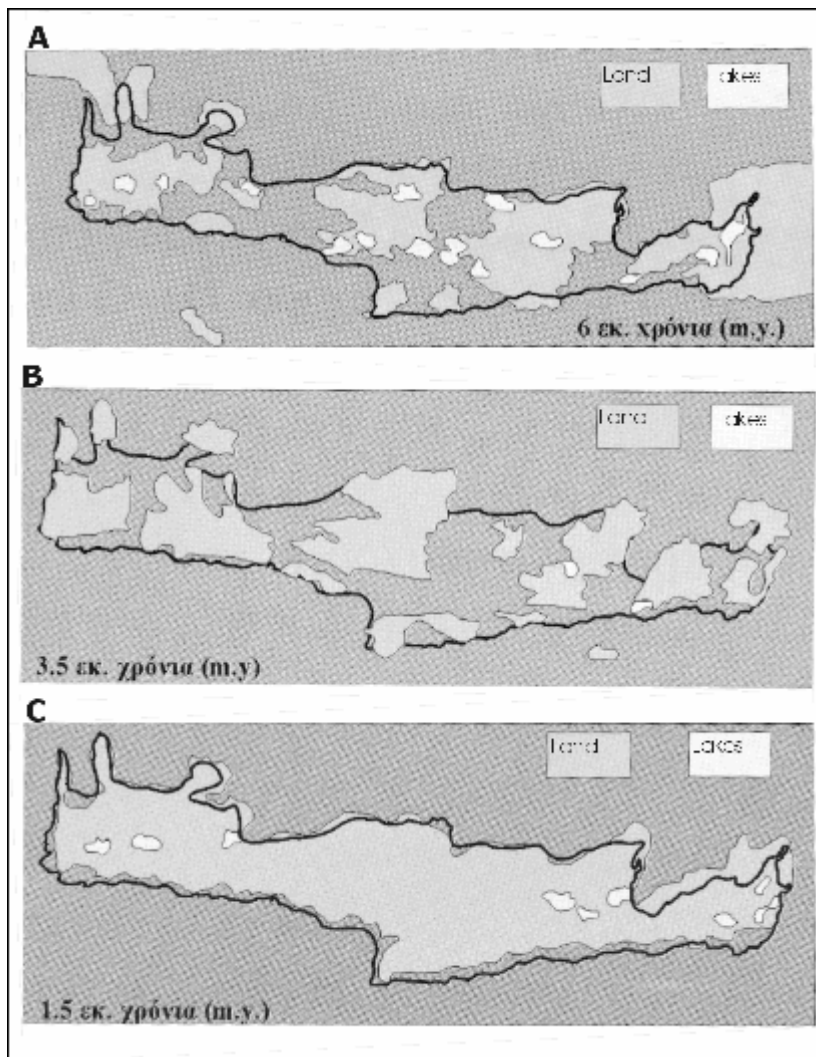 A
Land
akes
6 εκ. χρόνια (m.y.)
B
Land
akes
3.5 εκ. χρόνια (m.y)
C
Land
Lakes
1.5 εκ. χρόνια (m.y.)